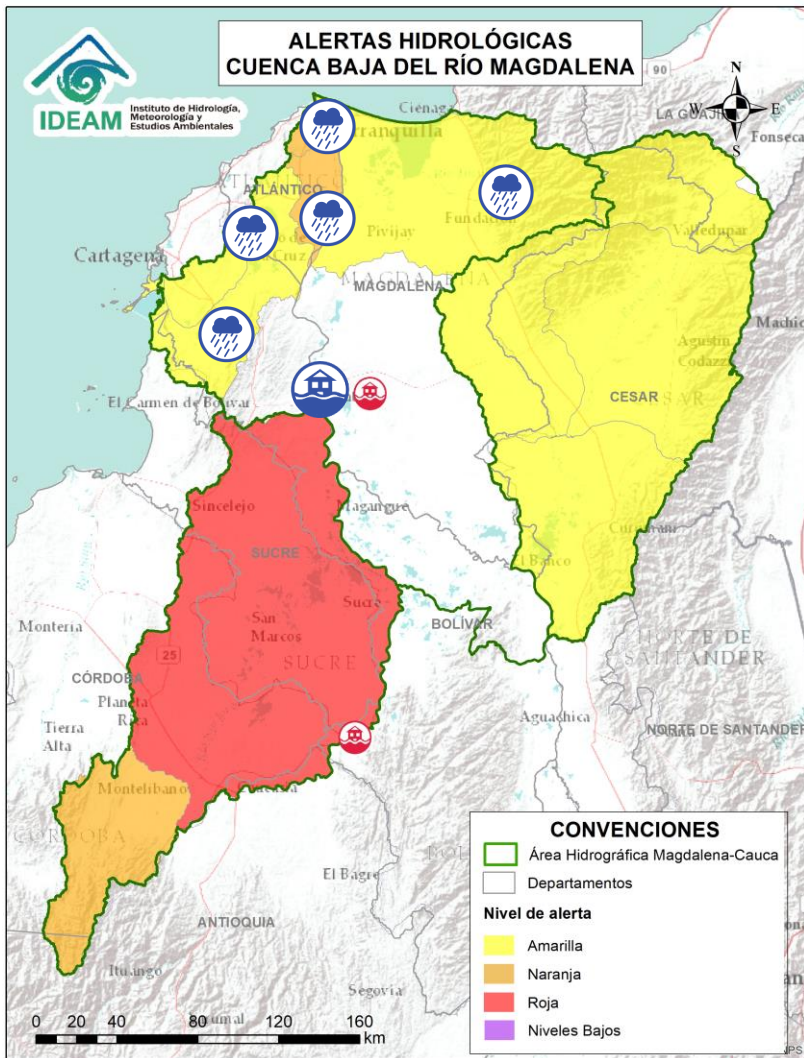 ALERTAS HIDROLÓGICAS
CUENCA BAJA DEL RÍO MAGDALENA
IDEAM
Instituto de Hidrología,
Meteorología y
Estudios Ambientales
90
N
W
E
S
Ciénaga
LA GUAJIRA
Fonseca
ATLÁNTICO
Fundación
Valledupar
Pivijay
Cartagena
Cruz
MAGDALENA
MAGDALENA
Agustín
Codazzi
CESAR
El Carmen de Bolívar
Sincelejo
Magangué
SUCRE
El Banco
Sucre
San
Marcos
BOLÍVAR
Montería
SUCRE
NORTE DE
SANTANDER
25
CÓRDOBA
Planeta
Rica
Tierra
Alta
Aguachica
NORTE DE SANTANDER
Montelíbano
CÓRDOBA
El Bagre
ANTIOQUIA
Ituango
Segovia
CONVENCIONES
Área Hidrográfica Magdalena-Cauca
Departamentos
Nivel de alerta
Amarilla
Naranja
Roja
Niveles Bajos
0 10 20 40 80 120 160
km